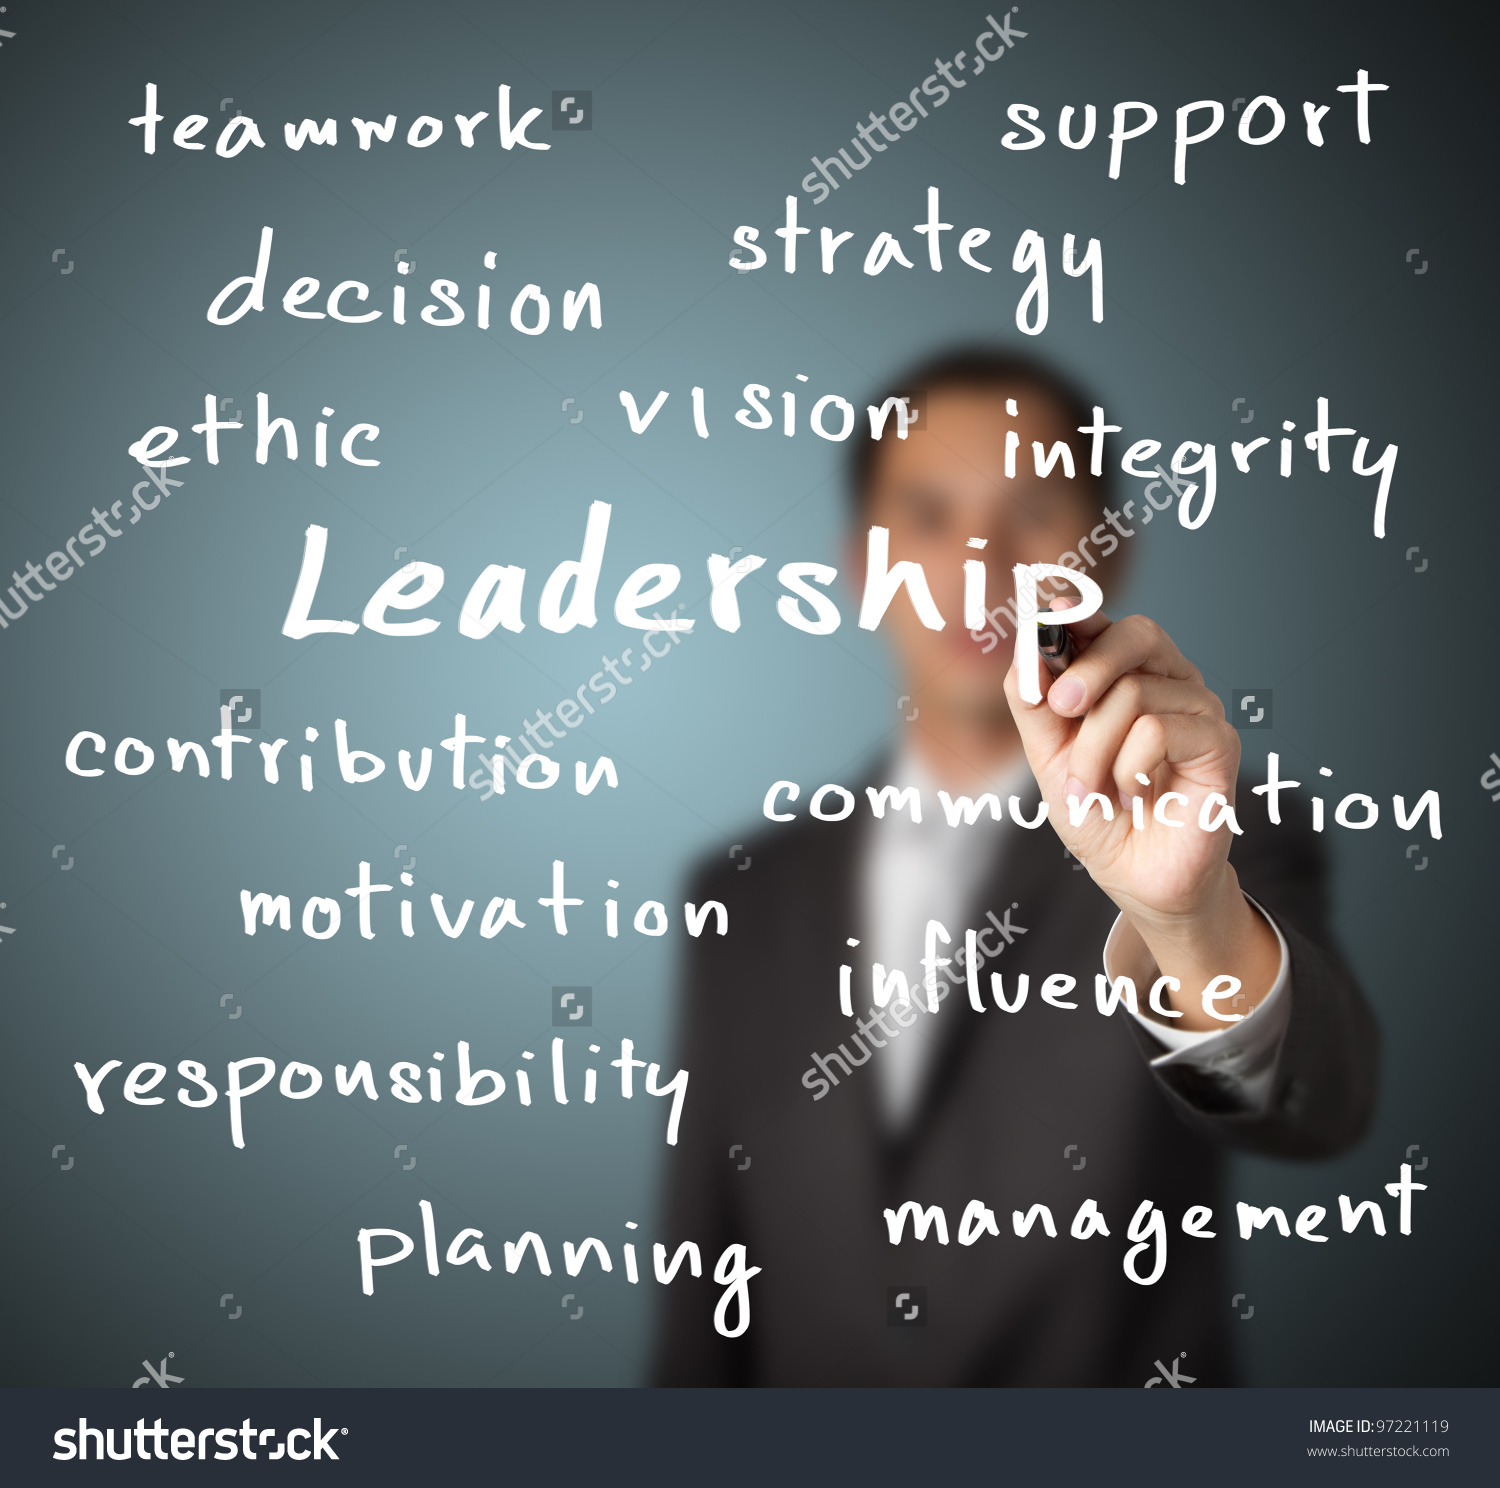 teamwork
support
strategy
decision
vision
ethic
integrity
Leadership
contribution
communication
motivation
influence
responsibility
management
planning
shutterstock
IMAGE ID: 97221119
www.shutterstock.com